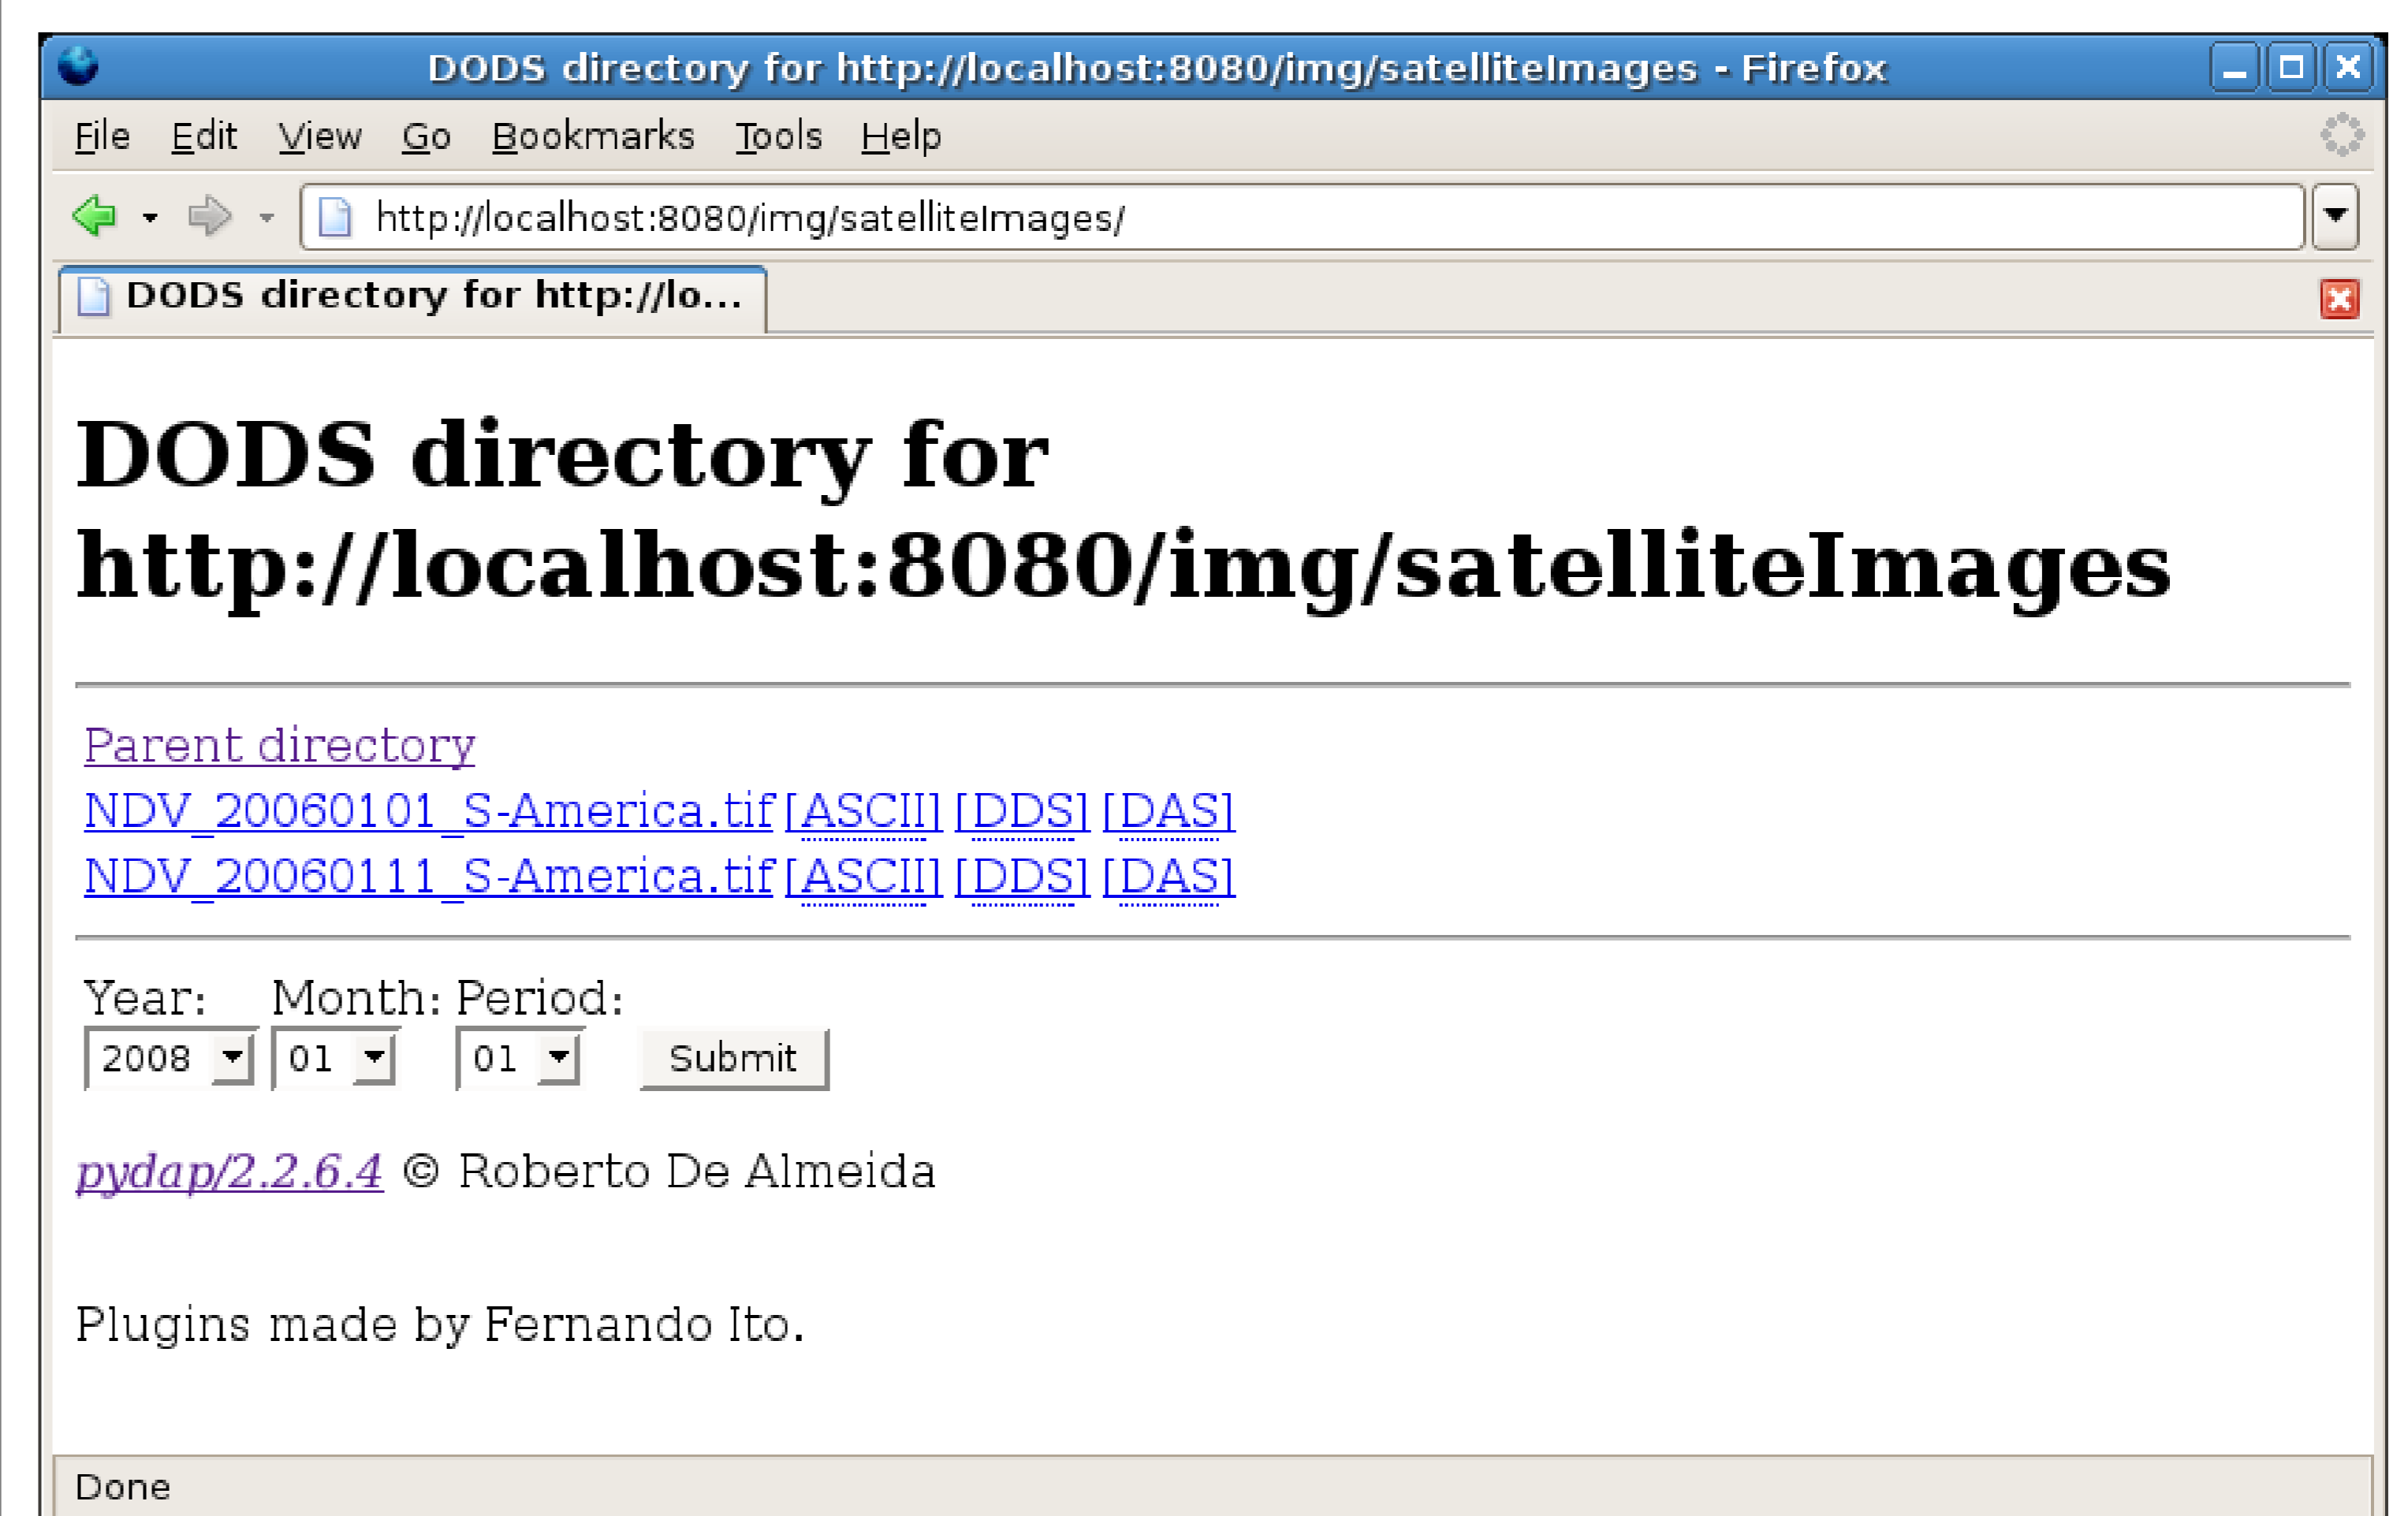 DODS directory for http://localhost:8080/img/satelliteImages - Firefox
File Edit View Go Bookmarks Tools Help
http://localhost:8080/img/satelliteImages/
DODS directory for http://lo...
DODS directory for
http://localhost:8080/img/satelliteImages
Parent directory
NDV_20060101_S-America.tif [ASCII] [DDS] [DAS]
NDV_20060111_S-America.tif [ASCII] [DDS] [DAS]
Year: Month: Period:
2008 01 01 Submit
pydap/2.2.6.4 © Roberto De Almeida
Plugins made by Fernando Ito.
Done